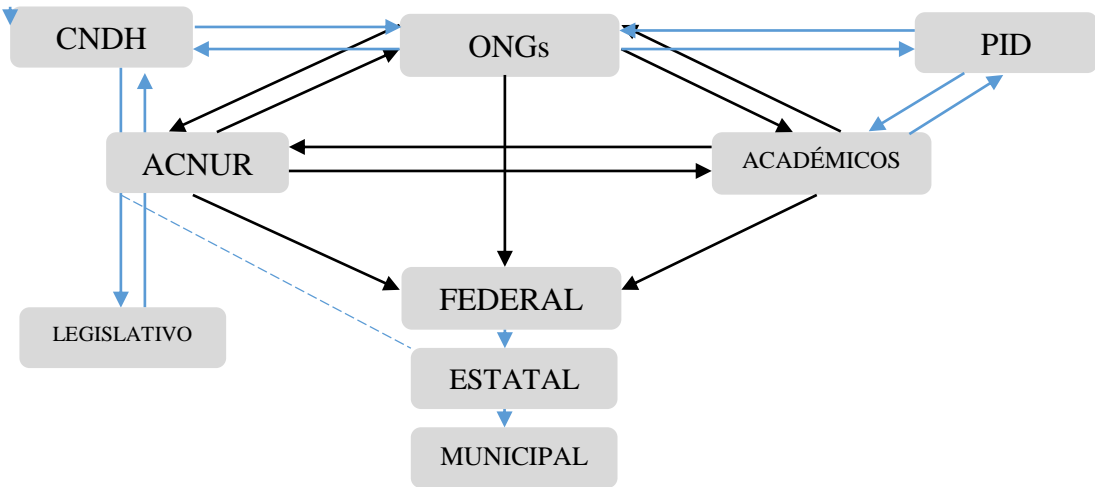 CNDH
ONGs
PID
ACNUR
ACADÉMICOS
FEDERAL
LEGISLATIVO
ESTATAL
MUNICIPAL